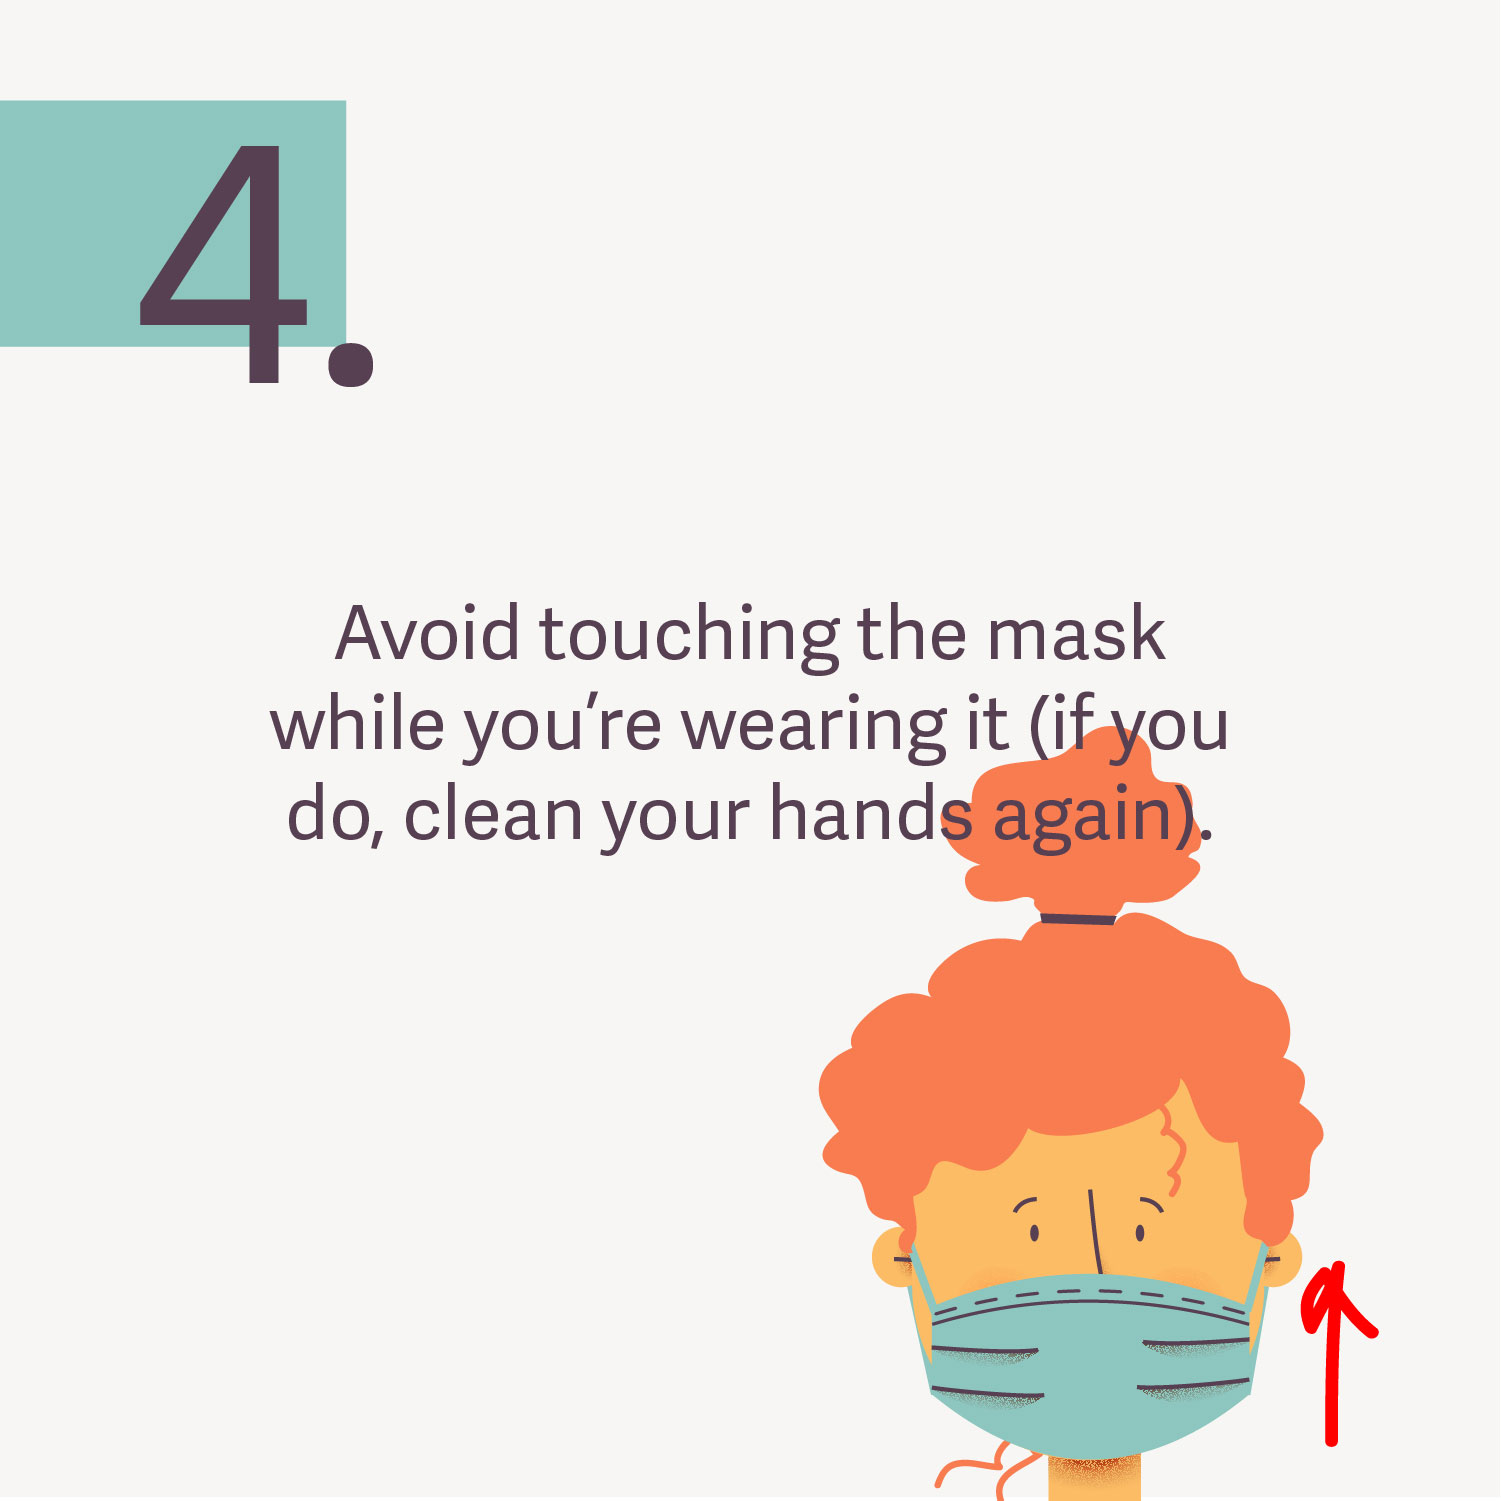 4.
Avoid touching the mask
while you’re wearing it (if you
do, clean your hands again).